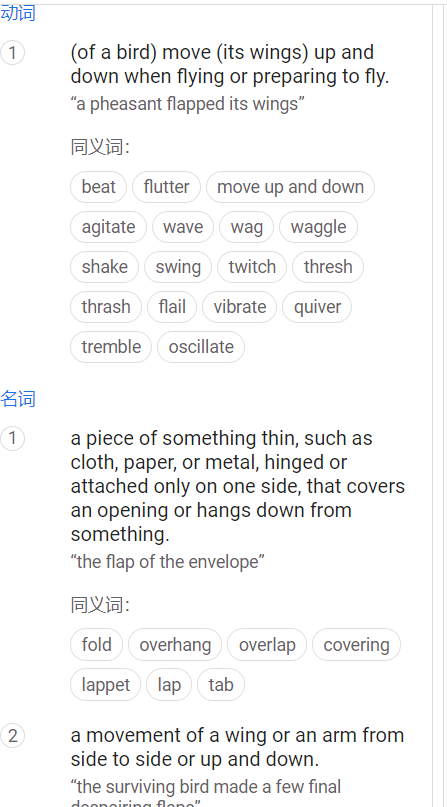 动词
1
(of a bird) move (its wings) up and
down when flying or preparing to fly.
“a pheasant flapped its wings”
同义词：
beat flutter move up and down
agitate wave wag waggle
shake swing twitch thresh
thrash flail vibrate quiver
tremble oscillate
名词
1
a piece of something thin, such as
cloth, paper, or metal, hinged or
attached only on one side, that covers
an opening or hangs down from
something.
“the flap of the envelope”
同义词：
fold overhang overlap covering
lappet lap tab
2
a movement of a wing or an arm from
side to side or up and down.
“the surviving bird made a few final
despairing flaps”